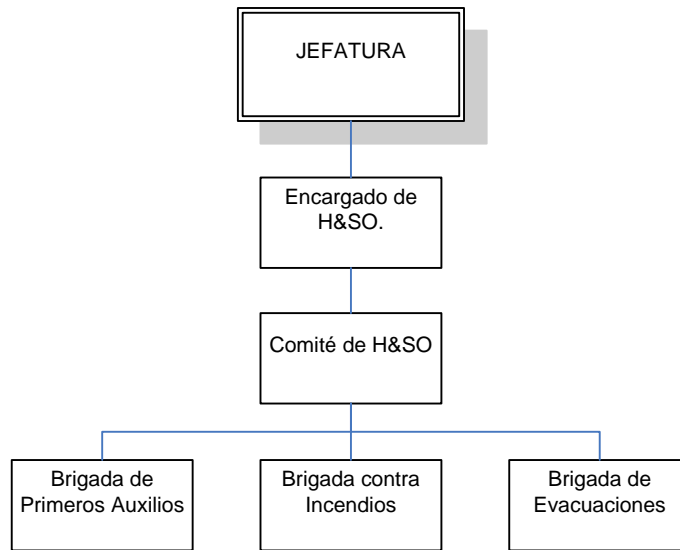 JEFATURA
Encargado de
H&SO.
Comité de H&SO
Brigada de
Primeros Auxilios
Brigada contra
Incendios
Brigada de
Evacuaciones